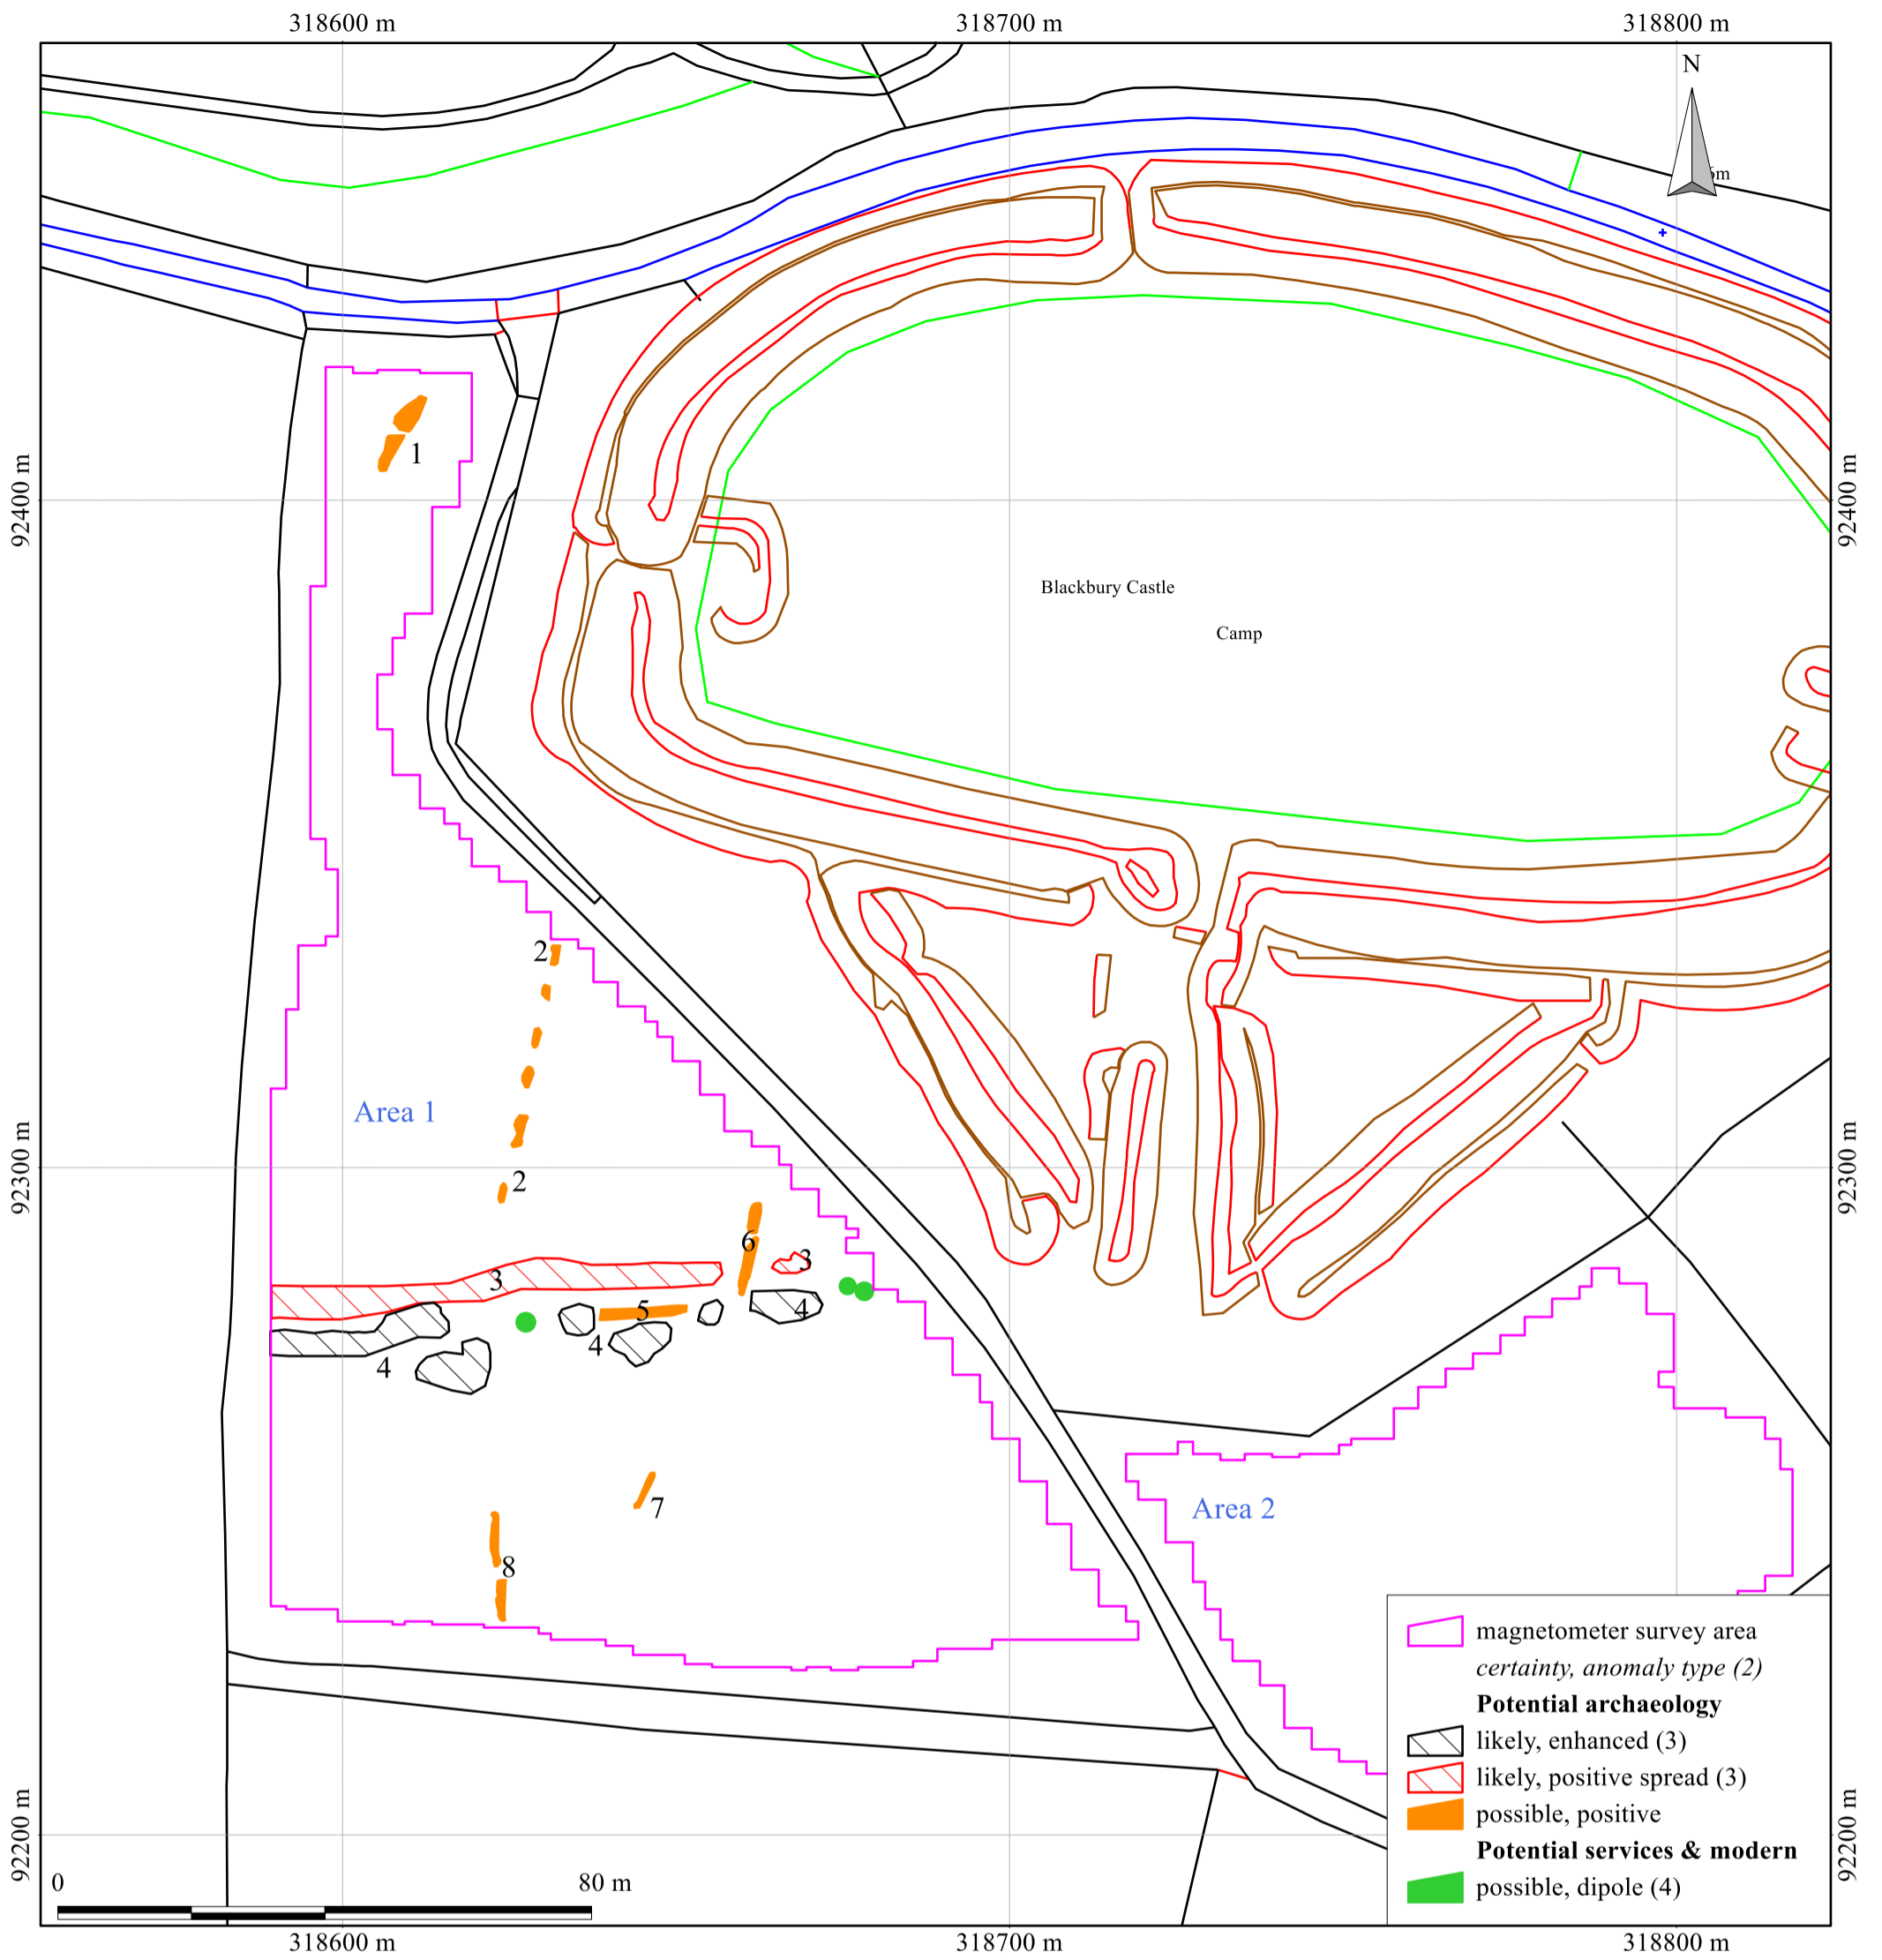 318600 m
318700 m
318800 m
N
5m
92400 m
92400 m
1
Blackbury Castle
Camp
2
Area 1
92300 m
92300 m
2
6
3
3
5
4
4
4
Area 2
7
8
magnetometer survey area
certainty, anomaly type (2)
Potential archaeology
likely, enhanced (3)
likely, positive spread (3)
possible, positive
Potential services & modern
possible, dipole (4)
92200 m
92200 m
0
80 m
318600 m
318700 m
318800 m